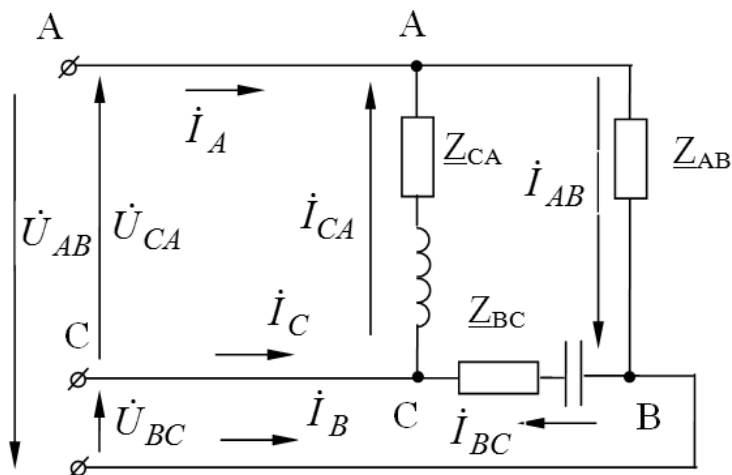 A A
İ_A Z_CA Z_AB
U̇_AB U̇_CA İ_CA İ_AB
C İ_C Z_BC
U̇_BC İ_B C İ_BC B